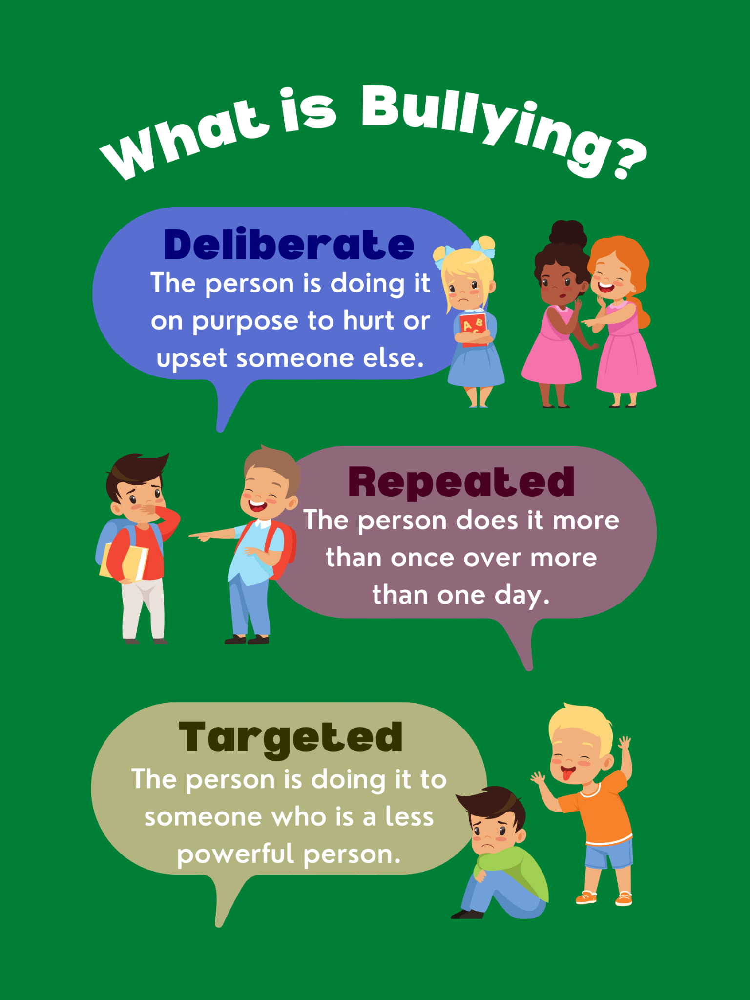 What is Bullying?
Deliberate
The person is doing it
on purpose to hurt or
upset someone else.
A B
C
Repeated
The person does it more
than once over more
than one day.
Targeted
The person is doing it to
someone who is a less
powerful person.